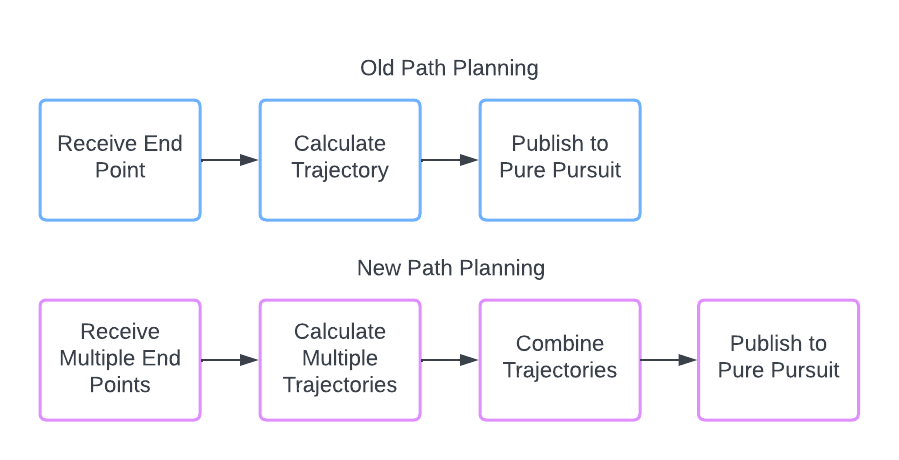 Old Path Planning
Receive End
Point
Calculate
Trajectory
Publish to
Pure Pursuit
New Path Planning
Receive
Multiple End
Points
Calculate
Multiple
Trajectories
Combine
Trajectories
Publish to
Pure Pursuit